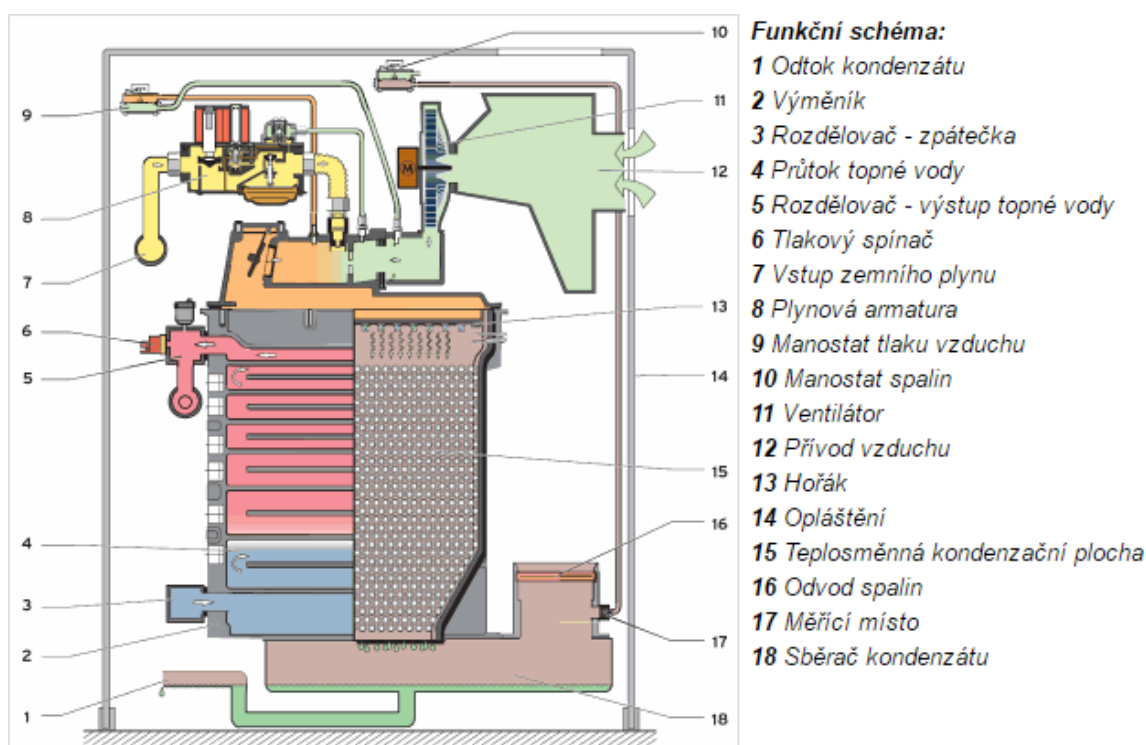 Funkční schéma:
1 Odtok kondenzátu
2 Výměník
3 Rozdělovač - zpátečka
4 Průtok topné vody
5 Rozdělovač - výstup topné vody
6 Tlakový spínač
7 Vstup zemního plynu
8 Plynová armatura
9 Manostat tlaku vzduchu
10 Manostat spalin
11 Ventilátor
12 Přívod vzduchu
13 Hořák
14 Opláštění
15 Teplosměnná kondenzační plocha
16 Odvod spalin
17 Měřící místo
18 Sběrač kondenzátu
10
9
11
M
12
8
7
13
6
5
14
15
4
16
3
17
2
1
18